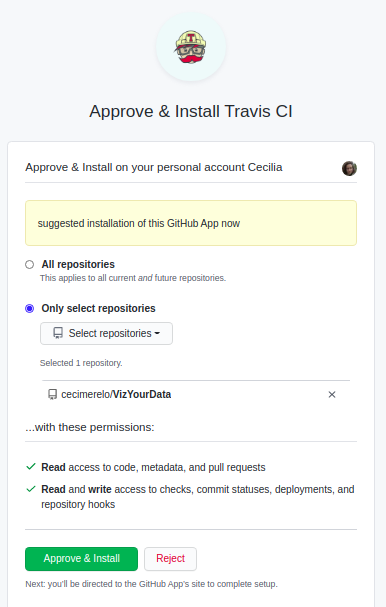 Approve & Install Travis CI
Approve & Install on your personal account Cecilia
suggested installation of this GitHub App now
All repositories
This applies to all current and future repositories.
Only select repositories
Select repositories
Selected 1 repository.
cecimerelo/VizYourData
...with these permissions:
Read access to code, metadata, and pull requests
Read and write access to checks, commit statuses, deployments, and
repository hooks
Approve & Install Reject
Next: you'll be directed to the GitHub App's site to complete setup.